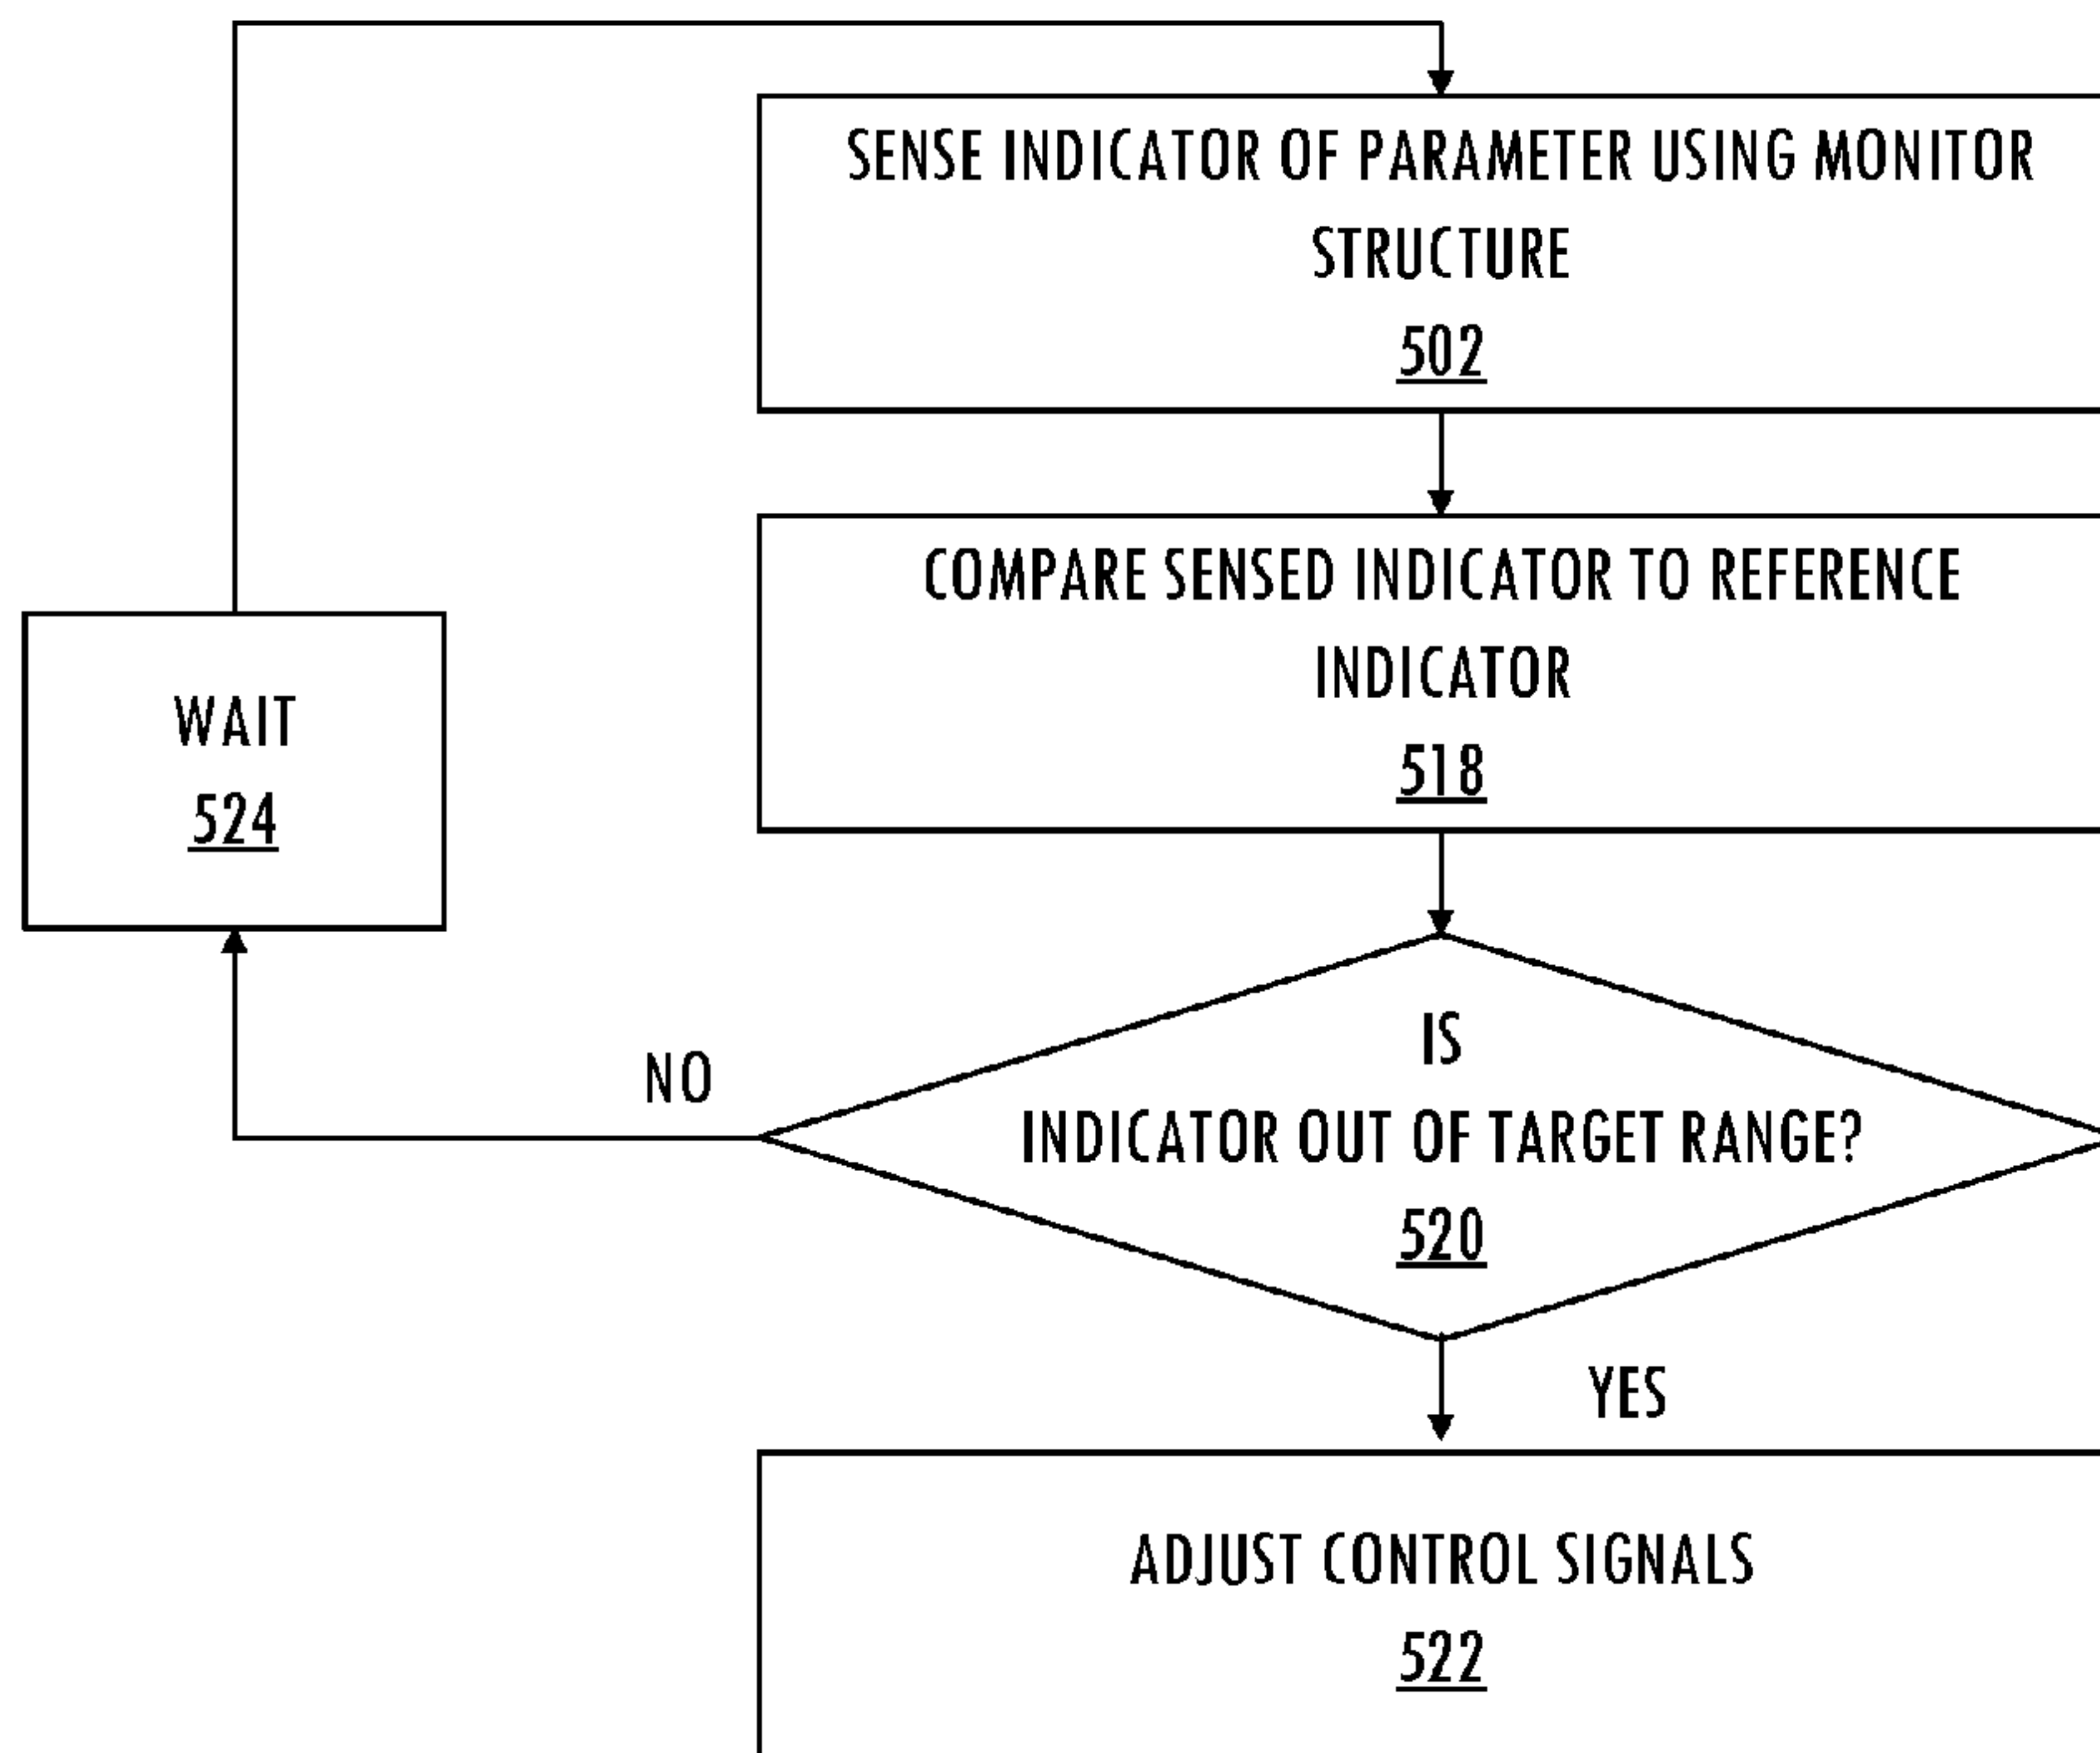 SENSE INDICATOR OF PARAMETER USING MONITOR
STRUCTURE
502
COMPARE SENSED INDICATOR TO REFERENCE
INDICATOR
518
WAIT
524
IS
INDICATOR OUT OF TARGET RANGE?
520
NO
YES
ADJUST CONTROL SIGNALS
522